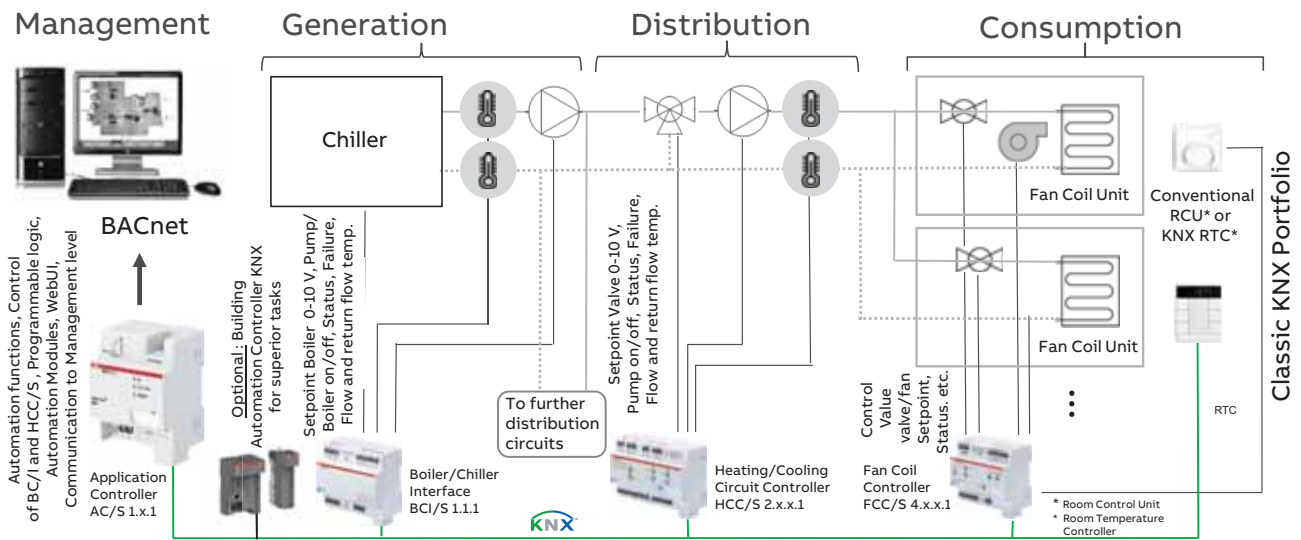 Management
Generation
Distribution
Consumption
Chiller
Fan Coil Unit
Fan Coil Unit
Conventional
RCU* or
KNX RTC*
Classic KNX Portfolio
BACnet
Automation functions, Control
of BC/I and HCC/S, Programmable logic,
Automation Modules, WebUI,
Communication to Management level
Optional: Building
Automation Controller KNX
for superior tasks
Setpoint Boiler 0-10 V, Pump/
Boiler on/off, Status, Failure,
Flow and return flow temp.
To further
distribution
circuits
Setpoint Valve 0-10 V,
Pump on/off, Status, Failure,
Flow and return flow temp.
Control
Value
valve/fan
Setpoint,
Status. etc.
RTC
Application
Controller
AC/S 1.x.1
Boiler/Chiller
Interface
BCI/S 1.1.1
KNX
Heating/Cooling
Circuit Controller
HCC/S 2.x.x.1
Fan Coil
Controller
FCC/S 4.x.x.1
* Room Control Unit
* Room Temperature
Controller